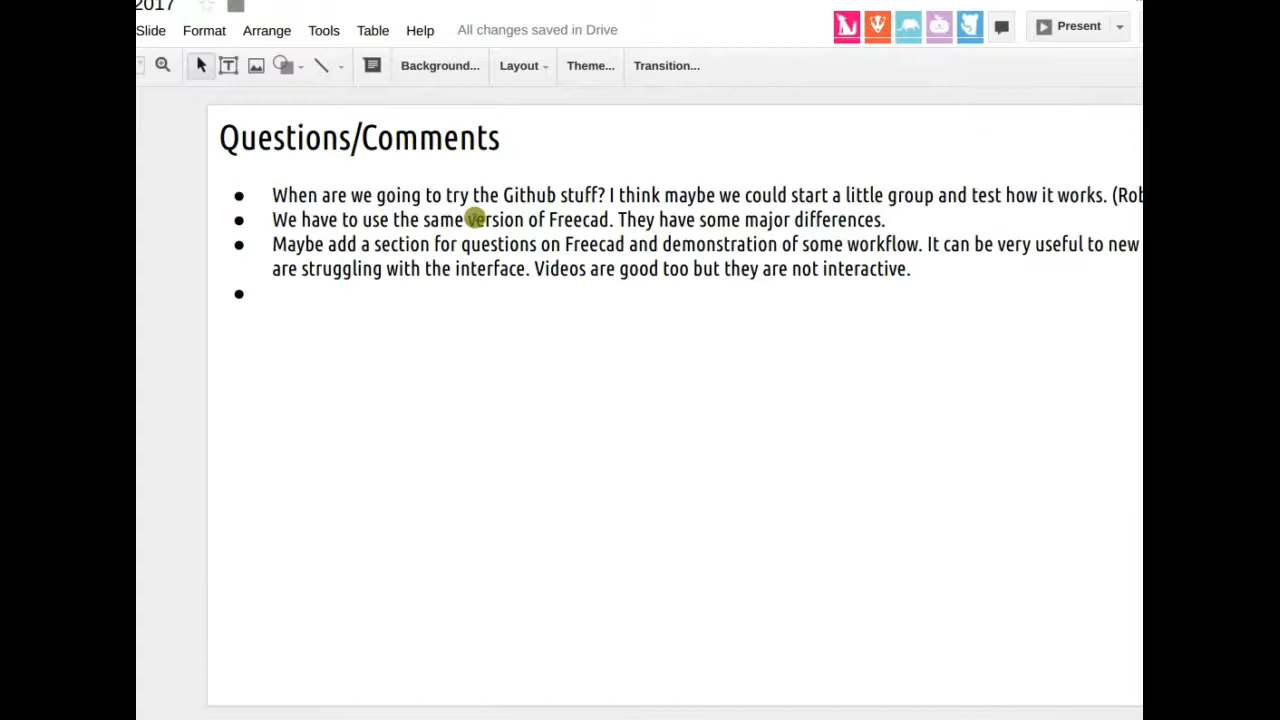 2017
Slide Format Arrange Tools Table Help All changes saved in Drive Present
Background... Layout Theme... Transition...
Questions/Comments
When are we going to try the Github stuff? I think maybe we could start a little group and test how it works. (Rob
We have to use the same version of Freecad. They have some major differences.
Maybe add a section for questions on Freecad and demonstration of some workflow. It can be very useful to new
are struggling with the interface. Videos are good too but they are not interactive.